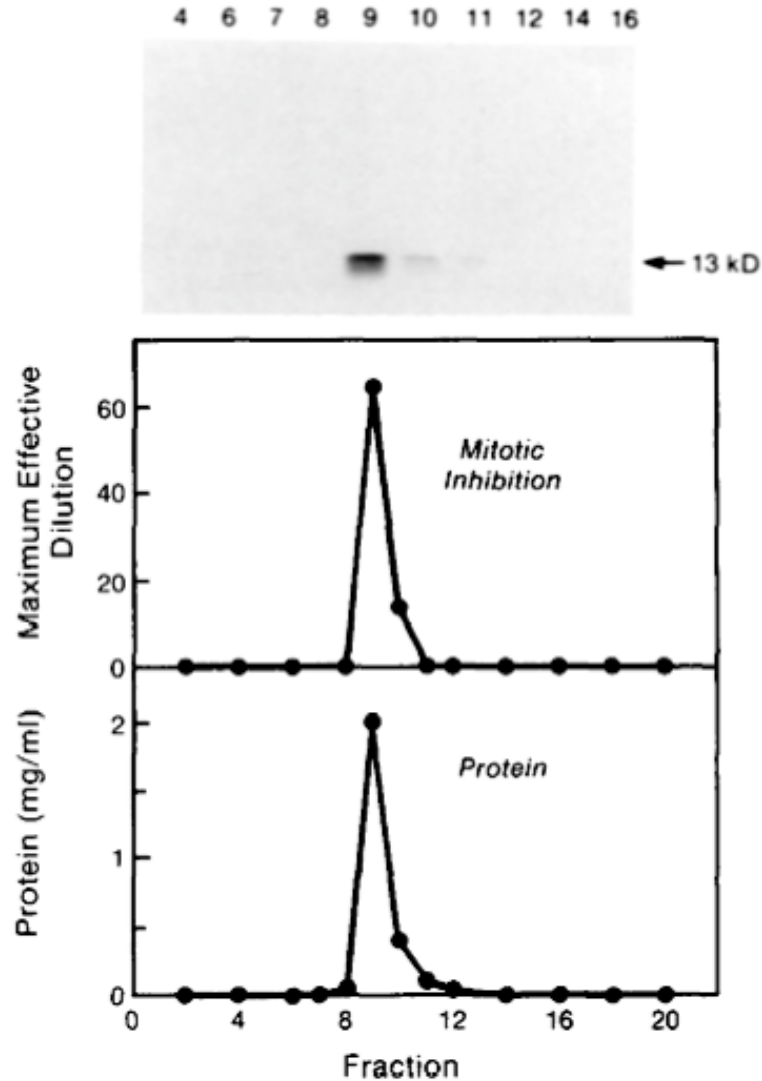 4 6 7 8 9 10 11 12 14 16
13 kD
Maximum Effective
Dilution
60
40
20
0
Mitotic
Inhibition
Protein (mg/ml)
2
1
0
Protein
0 4 8 12 16 20
Fraction